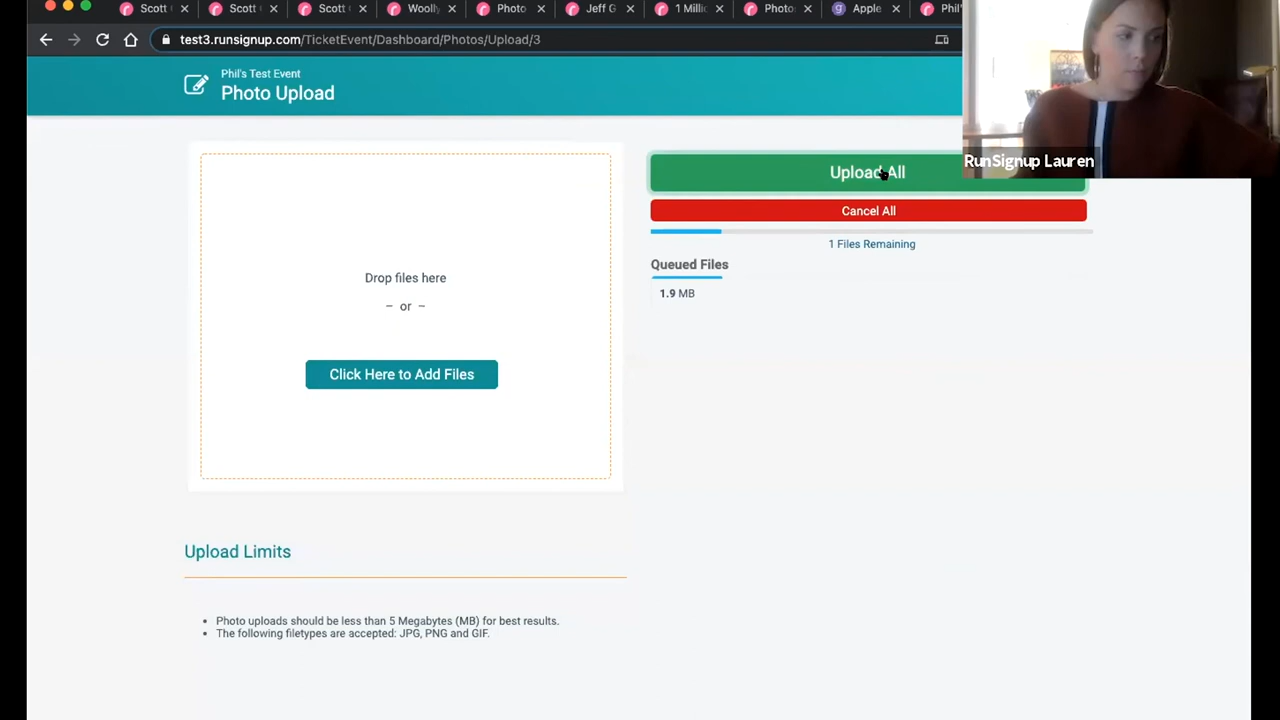 Scott
Scott
Scott
Woolly
Photo
Jeff G
1 Millio
Photo
Apple
Phil's
test3.runsignup.com/TicketEvent/Dashboard/Photos/Upload/3
Phil's Test Event
Photo Upload
RunSignup Lauren
Upload All
Cancel All
1 Files Remaining
Queued Files
1.9 MB
Drop files here
– or –
Click Here to Add Files
Upload Limits
Photo uploads should be less than 5 Megabytes (MB) for best results.
The following filetypes are accepted: JPG, PNG and GIF.